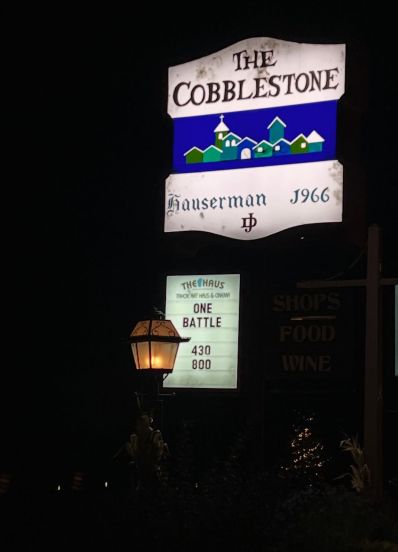 THE
COBBLESTONE
Hauserman 1966
THE HAUS
ONE
BATTLE
430
800
SHOPS
FOOD
WINE